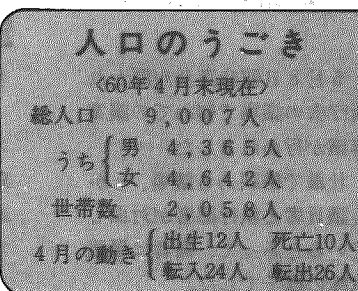 人口のうごき
〈60年4月末現在〉
総人口 9,007人
うち 男 4,365人
女 4,642人
世帯数 2,058人
4月の動き 出生12人 死亡10人
転入24人 転出26人